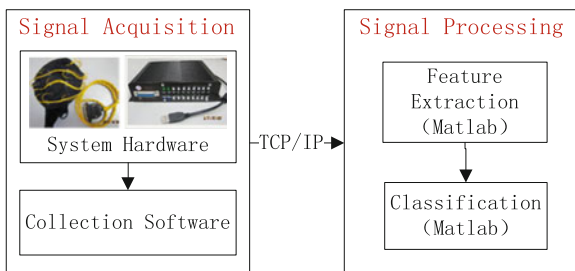 Signal Acquisition
System Hardware
Collection Software
TCP/IP
Signal Processing
Feature
Extraction
(Matlab)
Classification
(Matlab)